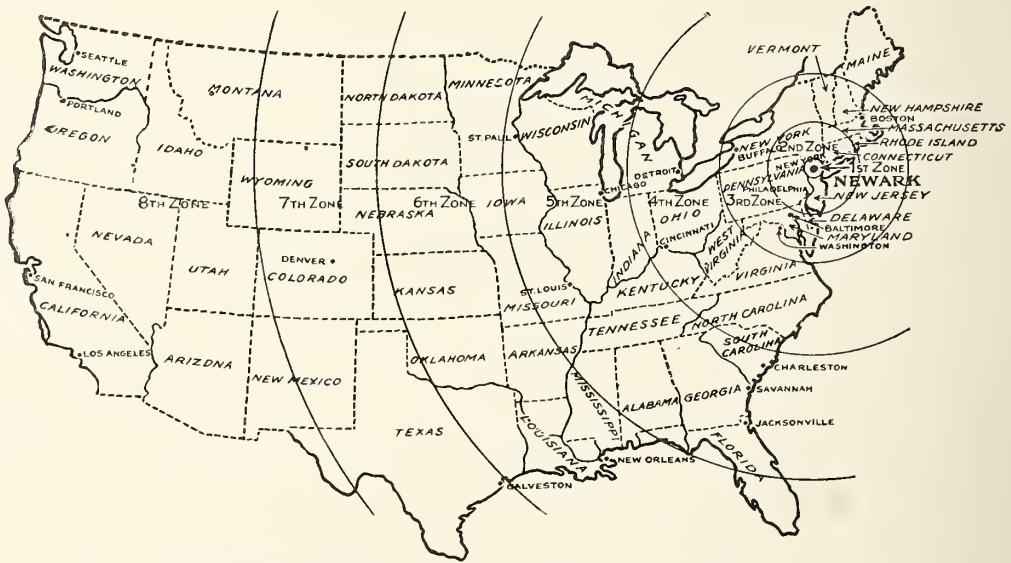 VERMONT
MAINE
SEATTLE
WASHINGTON
MONTANA
NORTH DAKOTA
MINNESOTA
MICHIGAN
NEW HAMPSHIRE
BOSTON
MASSACHUSETTS
PORTLAND
OREGON
IDAHO
ST. PAUL
WISCONSIN
NEW YORK
BUFFALO
2ND ZONE
RHODE ISLAND
CONNECTICUT
SOUTH DAKOTA
WYOMING
DETROIT
NEW YORK
1ST ZONE
PENNSYLVANIA
NEWARK
CHICAGO
PHILADELPHIA
NEW JERSEY
8TH ZONE
7TH ZONE
6TH ZONE
IOWA
5TH ZONE
4TH ZONE
3RD ZONE
NEBRASKA
ILLINOIS
OHIO
DELAWARE
BALTIMORE
MARYLAND
WASHINGTON
NEVADA
UTAH
DENVER
COLORADO
INDIANA
CINCINNATI
WEST
VIRGINIA
VIRGINIA
SAN FRANCISCO
CALIFORNIA
KANSAS
ST. LOUIS
MISSOURI
KENTUCKY
TENNESSEE
NORTH CAROLINA
SOUTH
CAROLINA
LOS ANGELES
ARIZDNA
NEW MEXICO
OKLAHOMA
ARKANSAS
MISSISSIPPI
ALABAMA
GEORGIA
CHARLESTON
SAVANNAH
JACKSONVILLE
TEXAS
LOUISIANA
NEW ORLEANS
FLORIDA
GALVESTON